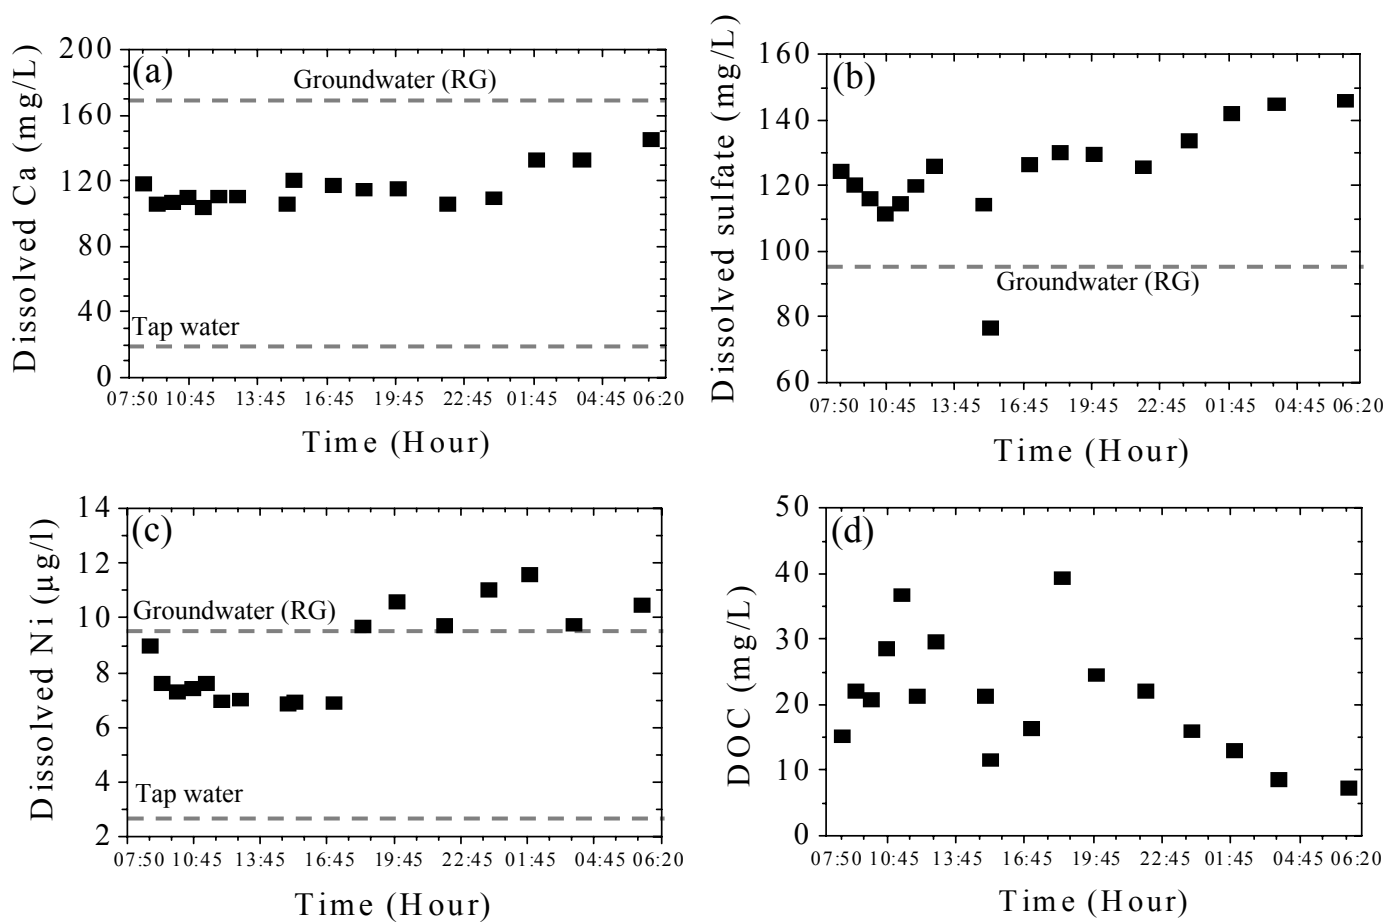 (a)
Groundwater (RG)
Tap water
Dissolved Ca (mg/L)
200
160
120
80
40
0
07:50 10:45 13:45 16:45 19:45 22:45 01:45 04:45 06:20
Time (Hour)
(b)
Groundwater (RG)
Dissolved sulfate (mg/L)
160
140
120
100
80
60
07:50 10:45 13:45 16:45 19:45 22:45 01:45 04:45 06:20
Time (Hour)
(c)
Groundwater (RG)
Tap water
Dissolved Ni (µg/l)
14
12
10
8
6
4
2
07:50 10:45 13:45 16:45 19:45 22:45 01:45 04:45 06:20
Time (Hour)
(d)
DOC (mg/L)
50
40
30
20
10
0
07:50 10:45 13:45 16:45 19:45 22:45 01:45 04:45 06:20
Time (Hour)